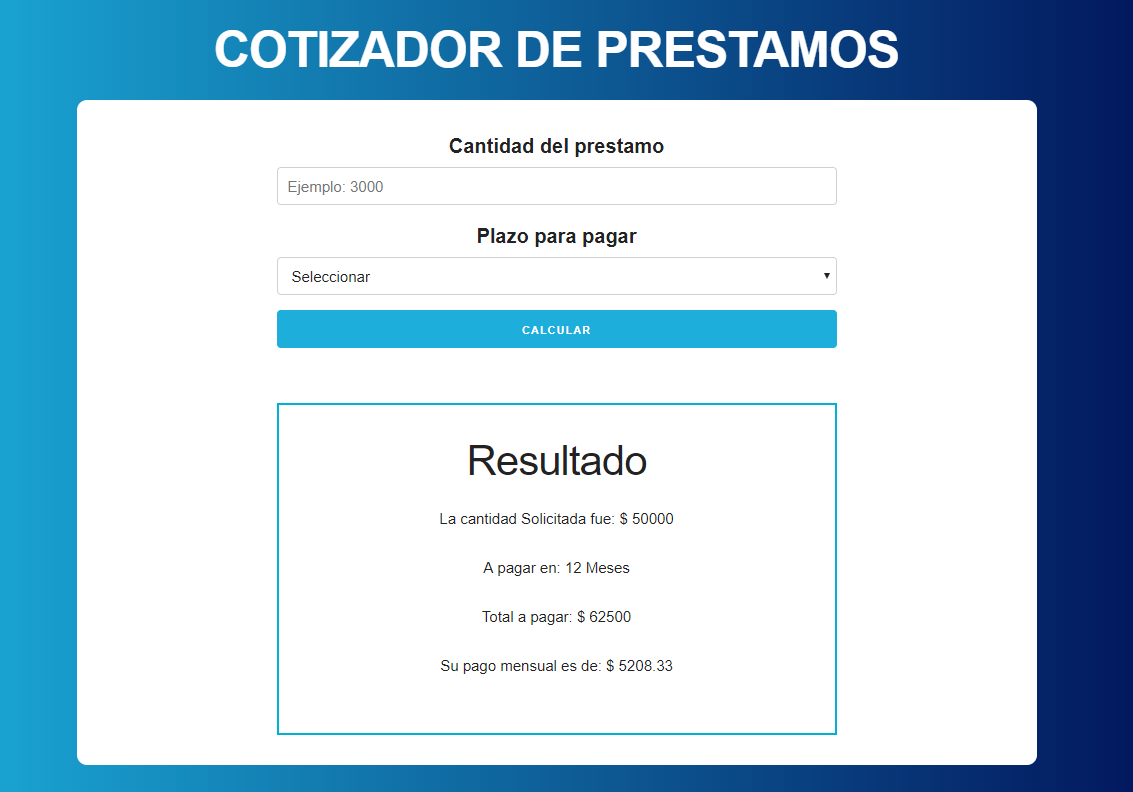 COTIZADOR DE PRESTAMOS
Cantidad del prestamo
Ejemplo: 3000
Plazo para pagar
Seleccionar
CALCULAR
Resultado
La cantidad Solicitada fue: $ 50000
A pagar en: 12 Meses
Total a pagar: $ 62500
Su pago mensual es de: $ 5208.33